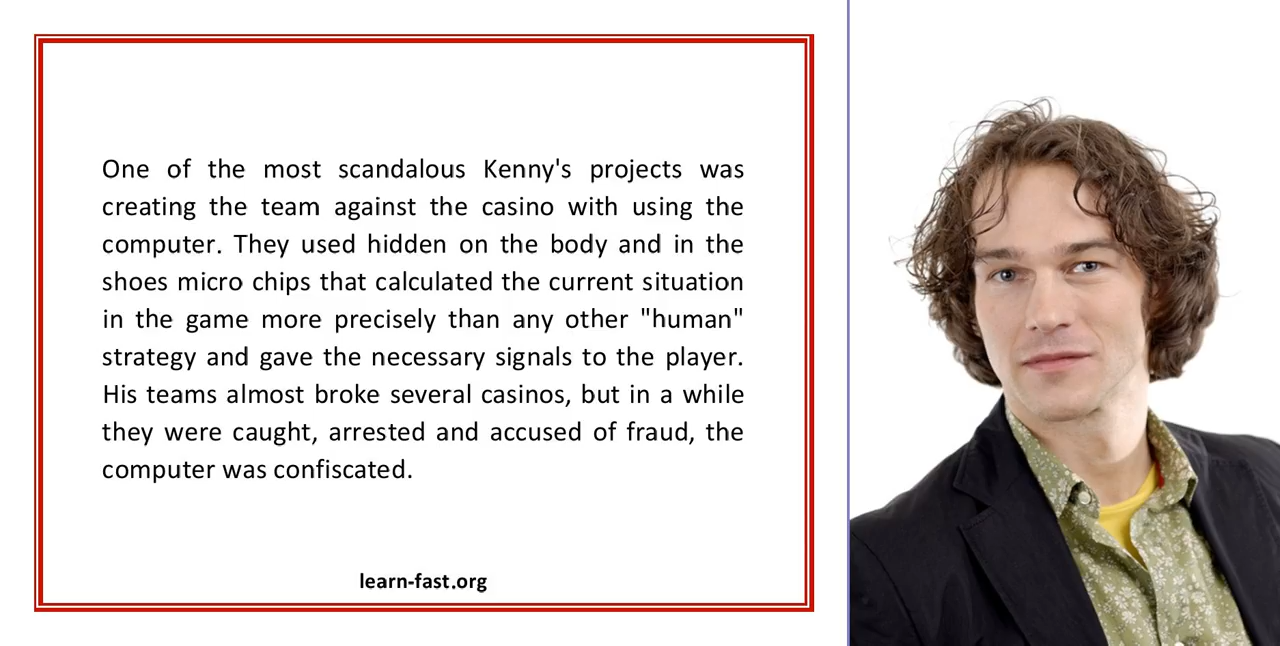 One of the most scandalous Kenny's projects was
creating the team against the casino with using the
computer. They used hidden on the body and in the
shoes micro chips that calculated the current situation
in the game more precisely than any other "human"
strategy and gave the necessary signals to the player.
His teams almost broke several casinos, but in a while
they were caught, arrested and accused of fraud, the
computer was confiscated.
learn-fast.org